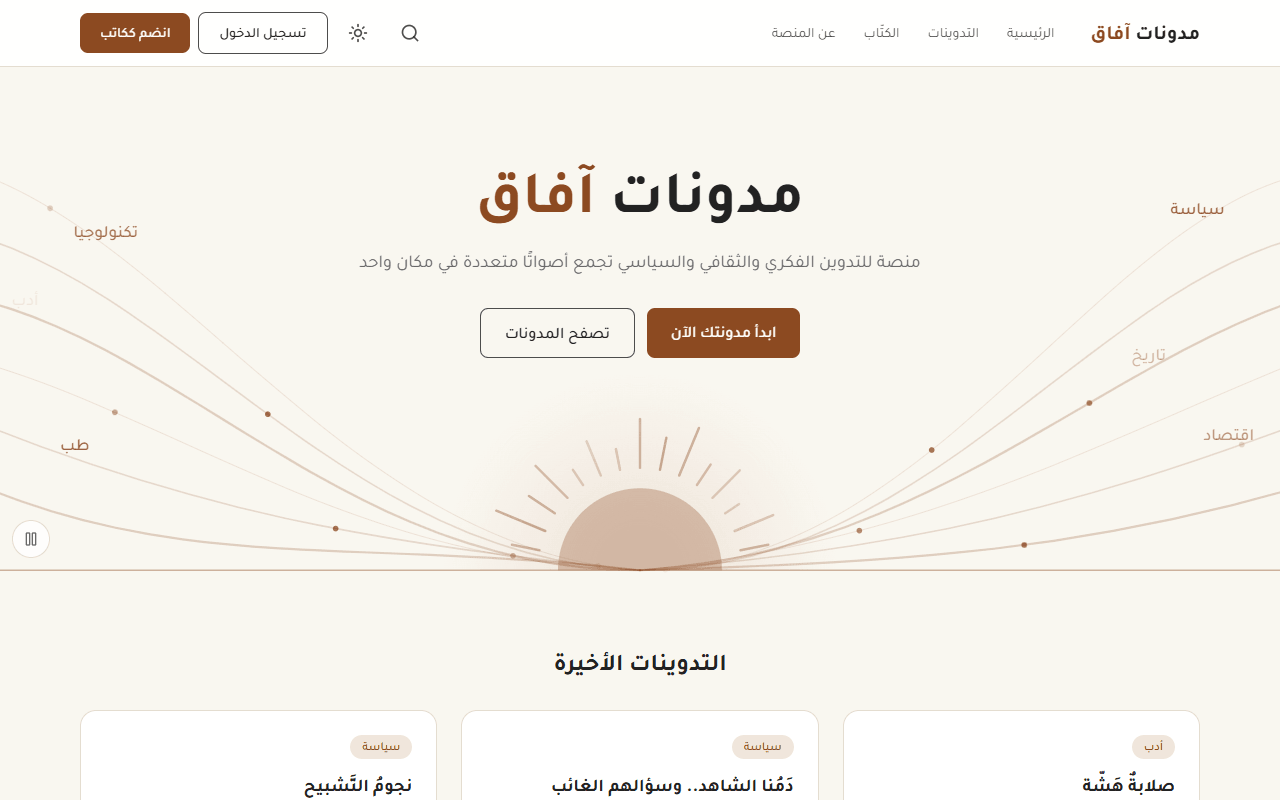 مدونات آفاق
الرئيسية
التدوينات
الكتّاب
عن المنصة
تسجيل الدخول
انضم ككاتب
مدونات آفاق
منصة للتدوين الفكري والثقافي والسياسي تجمع أصواتًا متعددة في مكان واحد
ابدأ مدونتك الآن
تصفح المدونات
سياسة
تكنولوجيا
أدب
تاريخ
اقتصاد
طب
التدوينات الأخيرة
أدب
صلابةٌ هَشّة
سياسة
دَمُنا الشاهد.. وسؤالهم الغائب
سياسة
نجومُ التَّشبيح